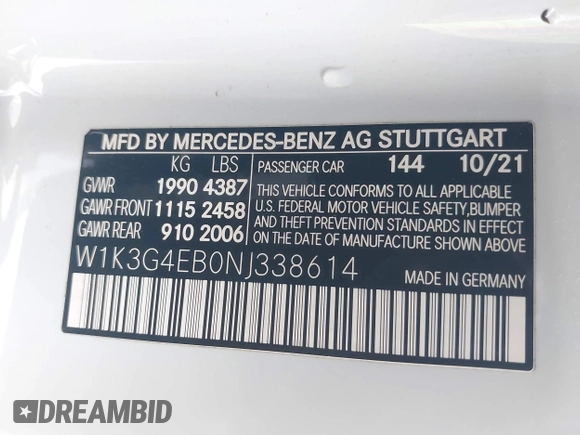 MFD BY MERCEDES-BENZ AG STUTTGART
KG LBS PASSENGER CAR 144 10/21
GVWR 1990 4387
GAWR FRONT 1115 2458
GAWR REAR 910 2006
THIS VEHICLE CONFORMS TO ALL APPLICABLE
U.S. FEDERAL MOTOR VEHICLE SAFETY, BUMPER
AND THEFT PREVENTION STANDARDS IN EFFECT
ON THE DATE OF MANUFACTURE SHOWN ABOVE.
W1K3G4EB0NJ338614 MADE IN GERMANY
DREAMBID